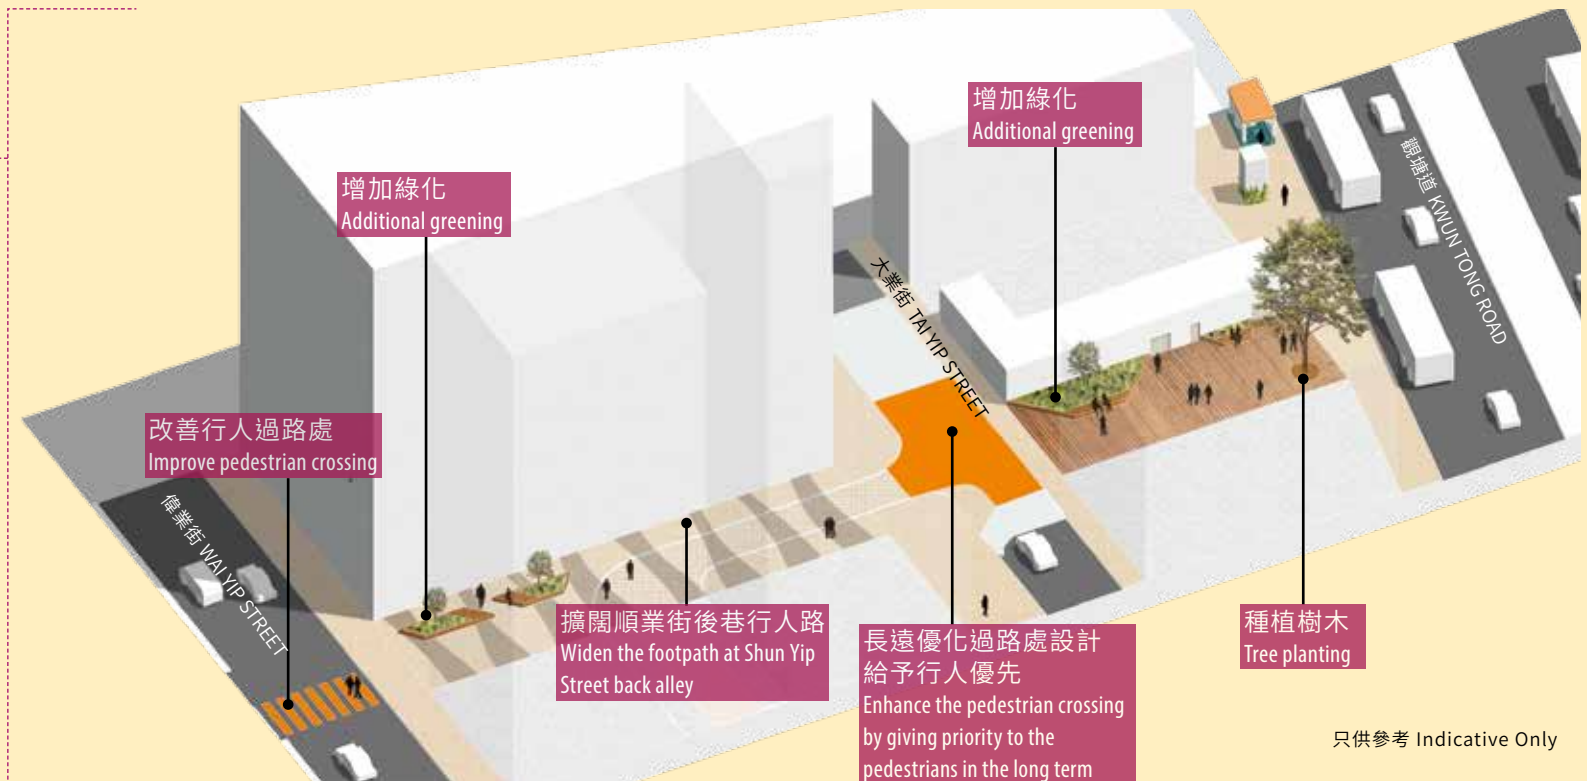 增加綠化
Additional greening
觀塘道 KWUN TONG ROAD
增加綠化
Additional greening
大業街 TAI YIP STREET
改善行人過路處
Improve pedestrian crossing
偉業街 WAI YIP STREET
擴闊順業街後巷行人路
Widen the footpath at Shun Yip
Street back alley
長遠優化過路處設計
給予行人優先
Enhance the pedestrian crossing
by giving priority to the
pedestrians in the long term
種植樹木
Tree planting
只供參考 Indicative Only